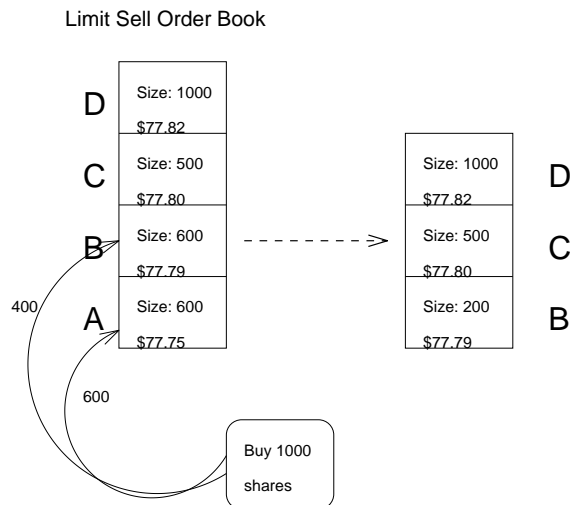 Limit Sell Order Book
D
Size: 1000
$77.82
C
Size: 500
$77.80
B
Size: 600
$77.79
A
Size: 600
$77.75
400
600
Buy 1000
shares
Size: 1000
$77.82
D
Size: 500
$77.80
C
Size: 200
$77.79
B